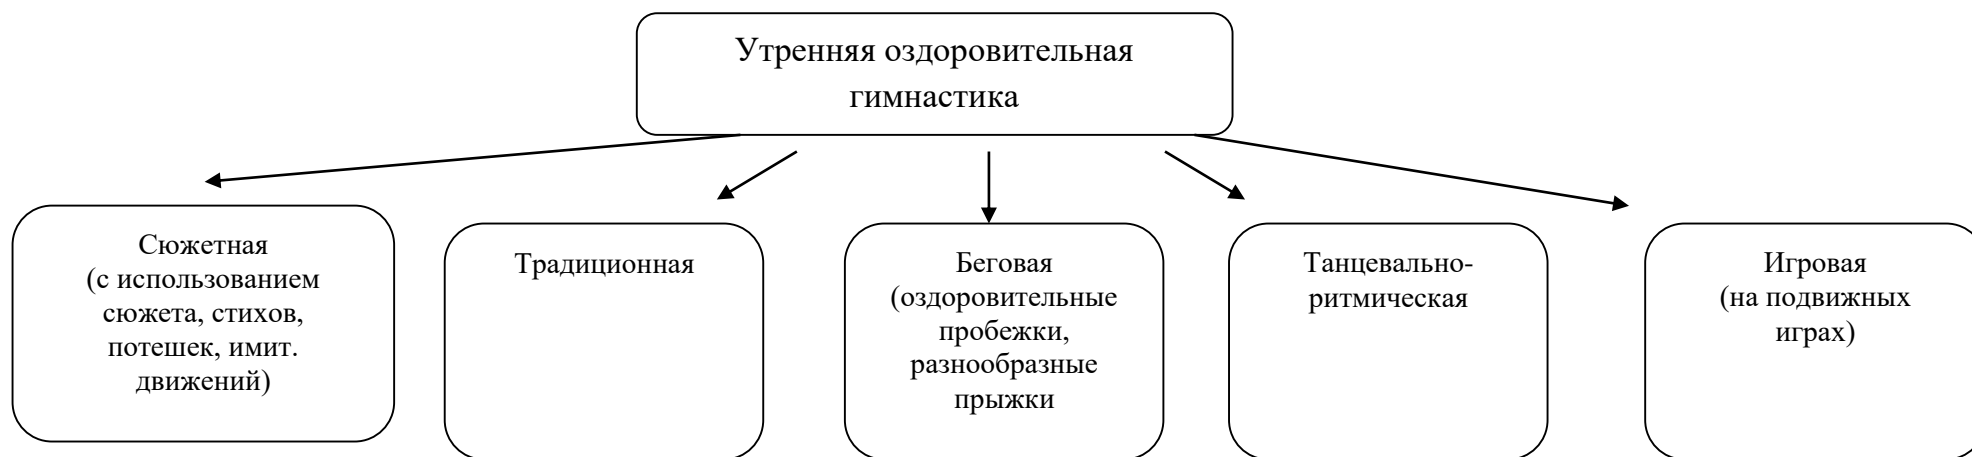 Утренняя оздоровительная
гимнастика
Сюжетная
(с использованием
сюжета, стихов,
потешек, имит.
движений)
Традиционная
Беговая
(оздоровительные
пробежки,
разнообразные
прыжки
Танцевально-
ритмическая
Игровая
(на подвижных
играх)